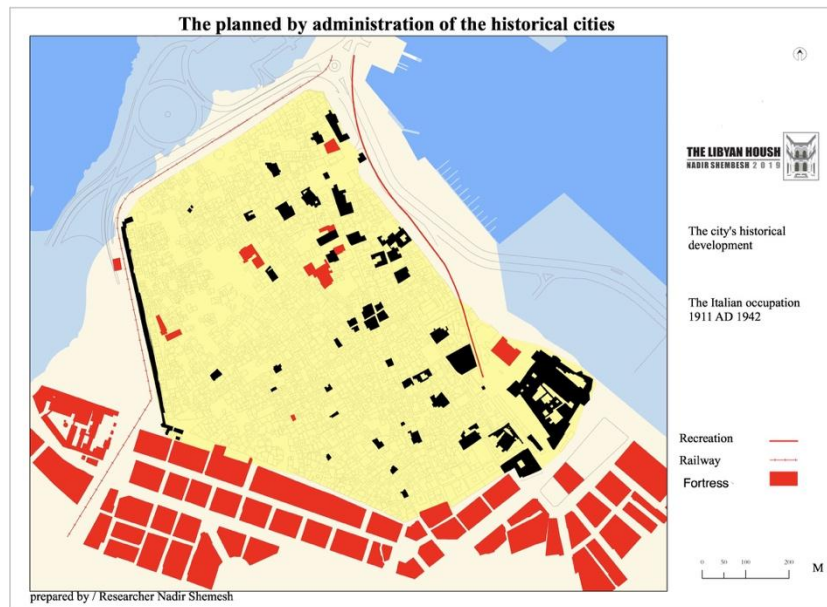 The planned by administration of the historical cities
THE LIBYAN HOUSH
NADIR SHEMBESH 2019
The city's historical
development
The Italian occupation
1911 AD 1942
Recreation
Railway
Fortress
0 50 100 200 M
prepared by / Researcher Nadir Shemesh